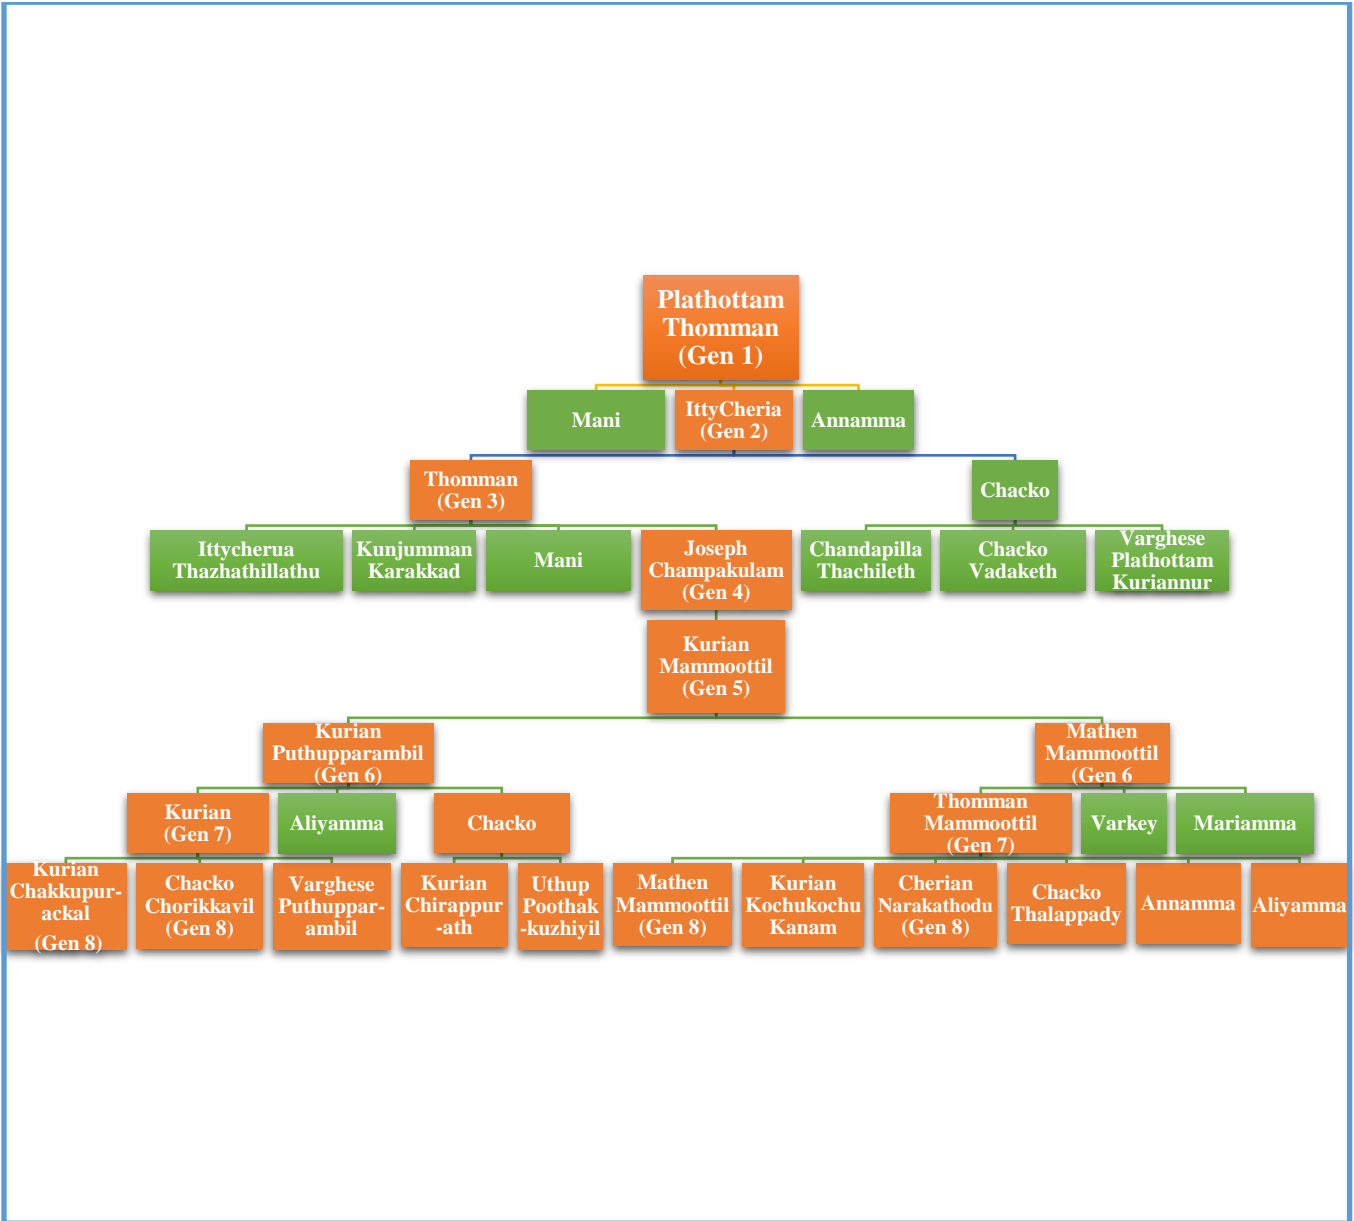 Plathottam
Thomman
(Gen 1)
Mani
IttyCheria
(Gen 2)
Annamma
Thomman
(Gen 3)
Chacko
Ittycherua
Thazhathillathu
Kunjumman
Karakkad
Mani
Joseph
Champakulam
(Gen 4)
Chandapilla
Thachileth
Chacko
Vadaketh
Varghese
Plathottam
Kuriannur
Kurian
Mammoottil
(Gen 5)
Kurian
Puthupparambil
(Gen 6)
Mathen
Mammoottil
(Gen 6
Kurian
(Gen 7)
Aliyamma
Chacko
Thomman
Mammoottil
(Gen 7)
Varkey
Mariamma
Kurian
Chakkupur-
ackal
(Gen 8)
Chacko
Chorikkavil
(Gen 8)
Varghese
Puthuppar-
ambil
Kurian
Chirappur
-ath
Uthup
Poothak
-kuzhiyil
Mathen
Mammoottil
(Gen 8)
Kurian
Kochukochu
Kanam
Cherian
Narakathodu
(Gen 8)
Chacko
Thalappady
Annamma
Aliyamma